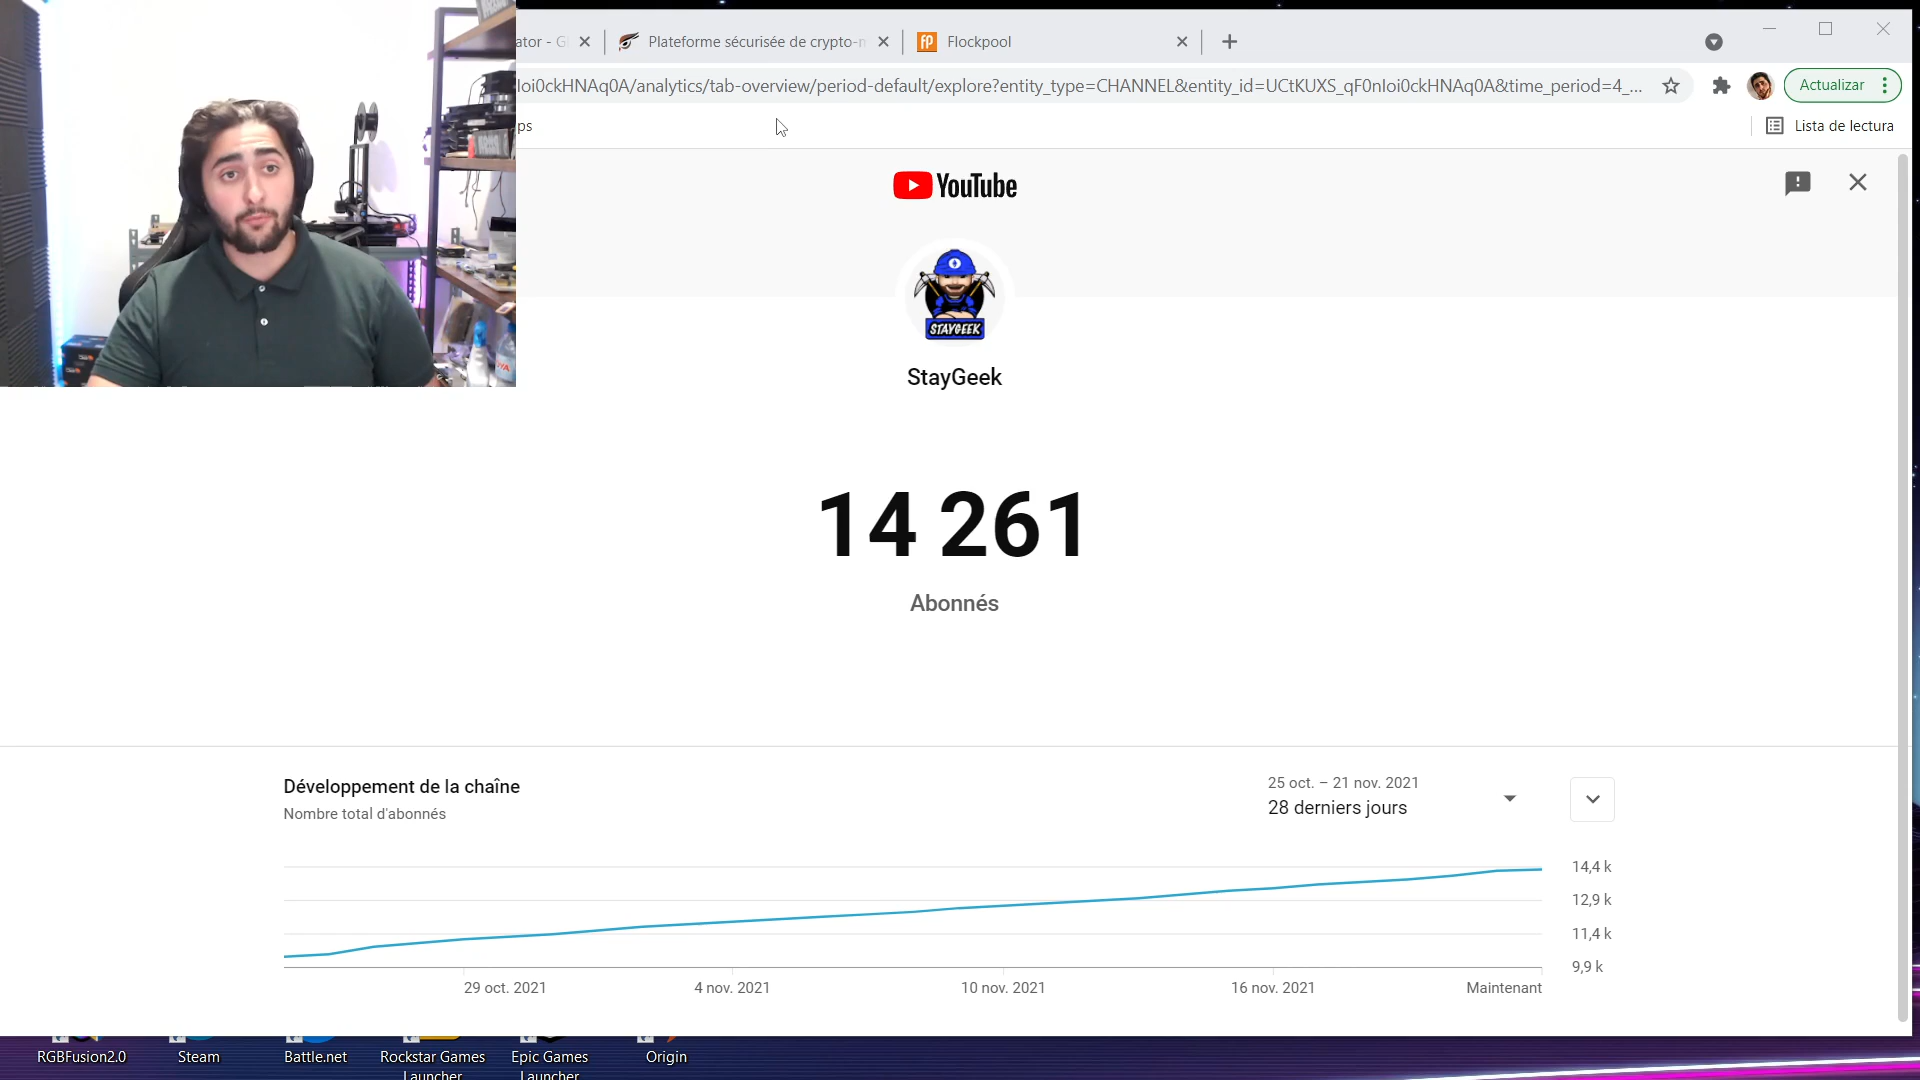 ator - G
Plateforme sécurisée de crypto-m
Flockpool
Ioi0ckHNAq0A/analytics/tab-overview/period-default/explore?entity_type=CHANNEL&entity_id=UCtKUXS_qF0nIoi0ckHNAq0A&time_period=4_...
Actualizar
ps
Lista de lectura
YouTube
STAYGEEK
StayGeek
14 261
Abonnés
Développement de la chaîne
Nombre total d'abonnés
25 oct. – 21 nov. 2021
28 derniers jours
14,4 k
12,9 k
11,4 k
9,9 k
29 oct. 2021
4 nov. 2021
10 nov. 2021
16 nov. 2021
Maintenant
RGBFusion2.0
Steam
Battle.net
Rockstar Games
Launcher
Epic Games
Launcher
Origin